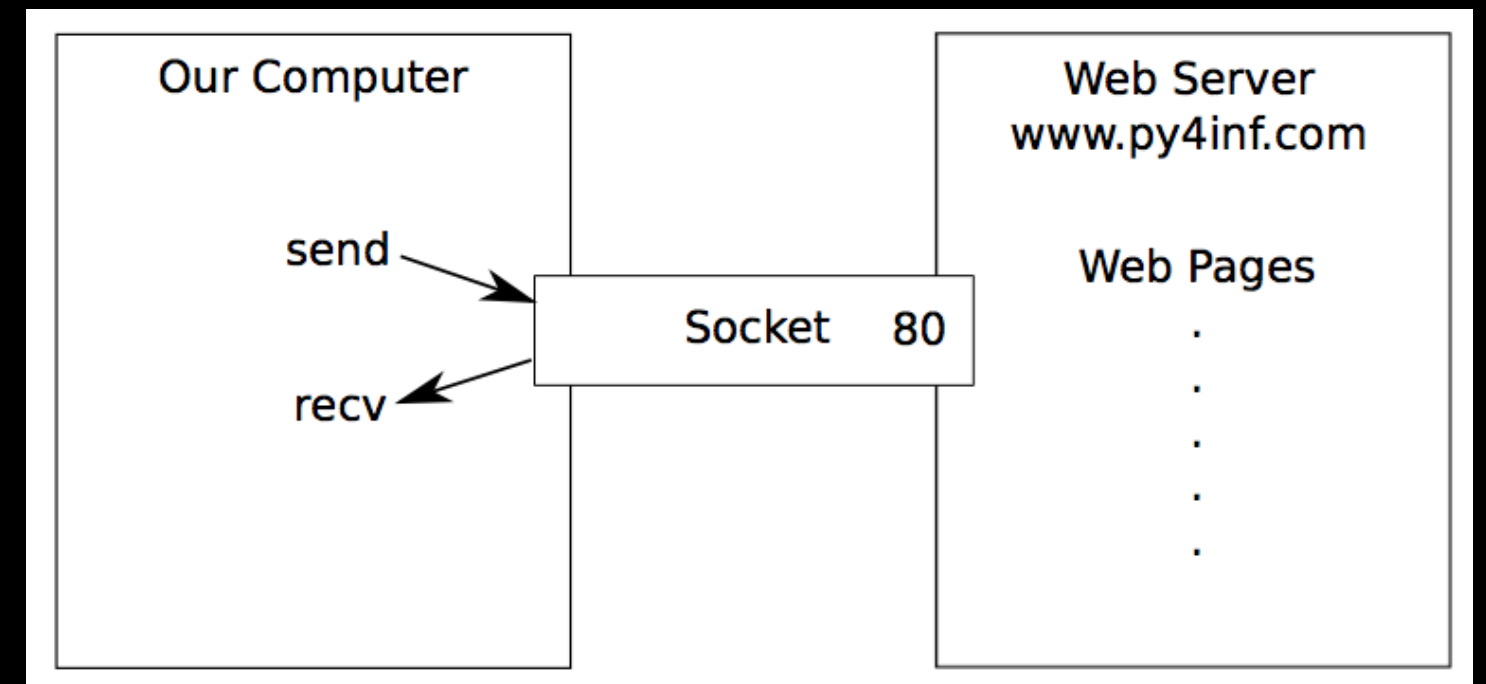 Our Computer
Web Server
www.py4inf.com
send
Web Pages
Socket 80
recv
.
.
.
.
.